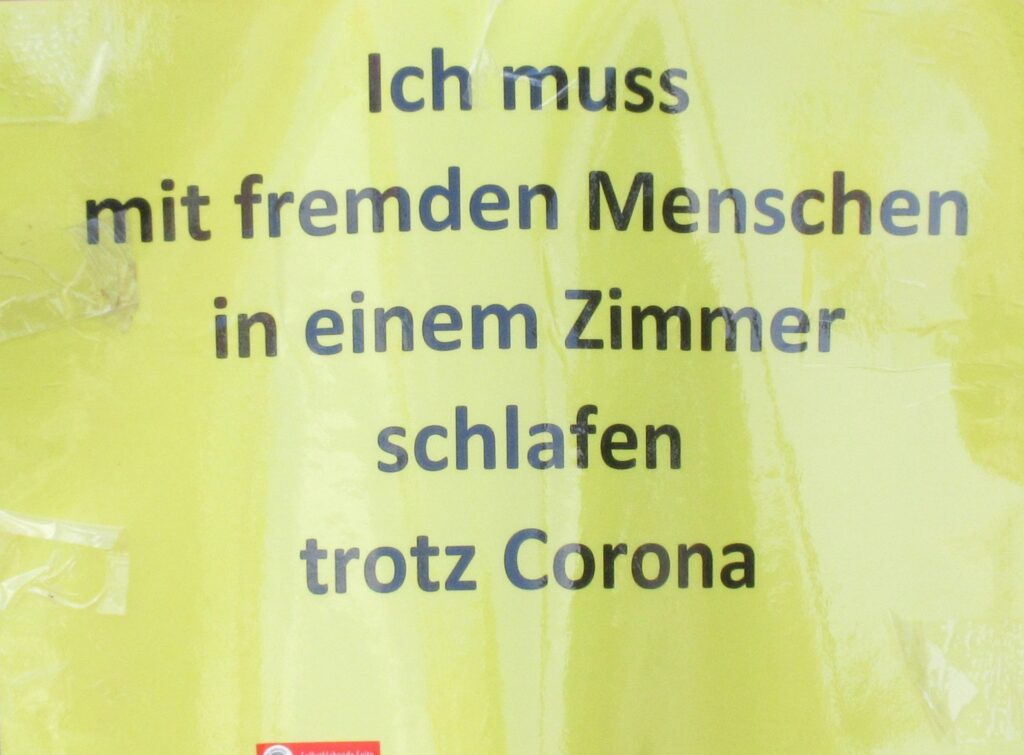 Ich muss
mit fremden Menschen
in einem Zimmer
schlafen
trotz Corona